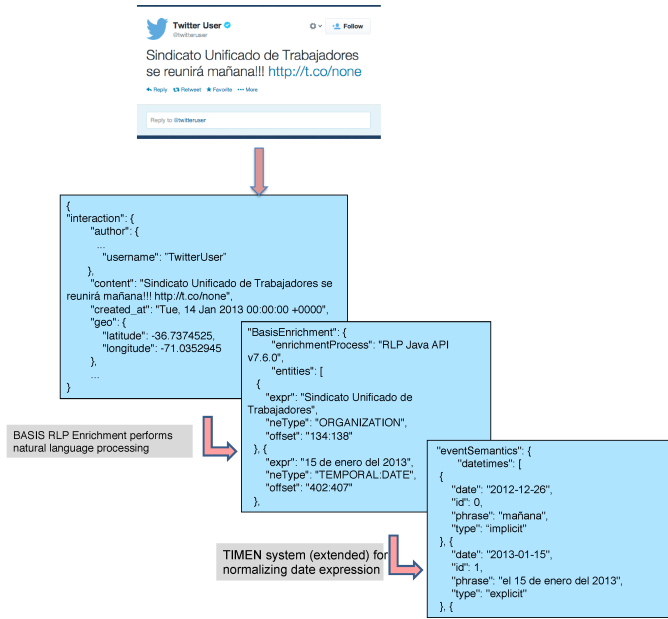 Twitter User
@twitteruser
Follow
Sindicato Unificado de Trabajadores
se reunirá mañana!!! http://t.co/none
Reply Retweet Favorite More
Reply to @twitteruser
{
"interaction": {
"author": {
...
"username": "TwitterUser"
},
"content": "Sindicato Unificado de Trabajadores se
reunirá mañana!!! http://t.co/none",
"created_at": "Tue, 14 Jan 2013 00:00:00 +0000",
"geo": {
"latitude": -36.7374525,
"longitude": -71.0352945
},
...
}
"BasisEnrichment": {
"enrichmentProcess": "RLP Java API
v7.6.0",
"entities": [
{
"expr": "Sindicato Unificado de
Trabajadores",
"neType": "ORGANIZATION",
"offset": "134:138"
}, {
"expr": "15 de enero del 2013",
"neType": "TEMPORAL:DATE",
"offset": "402:407"
},
BASIS RLP Enrichment performs
natural language processing
"eventSemantics": {
"datetimes": [
{
"date": "2012-12-26",
"id": 0,
"phrase": "mañana",
"type": "implicit"
}, {
"date": "2013-01-15",
"id": 1,
"phrase": "el 15 de enero del 2013",
"type": "explicit"
}, {
TIMEN system (extended) for
normalizing date expression